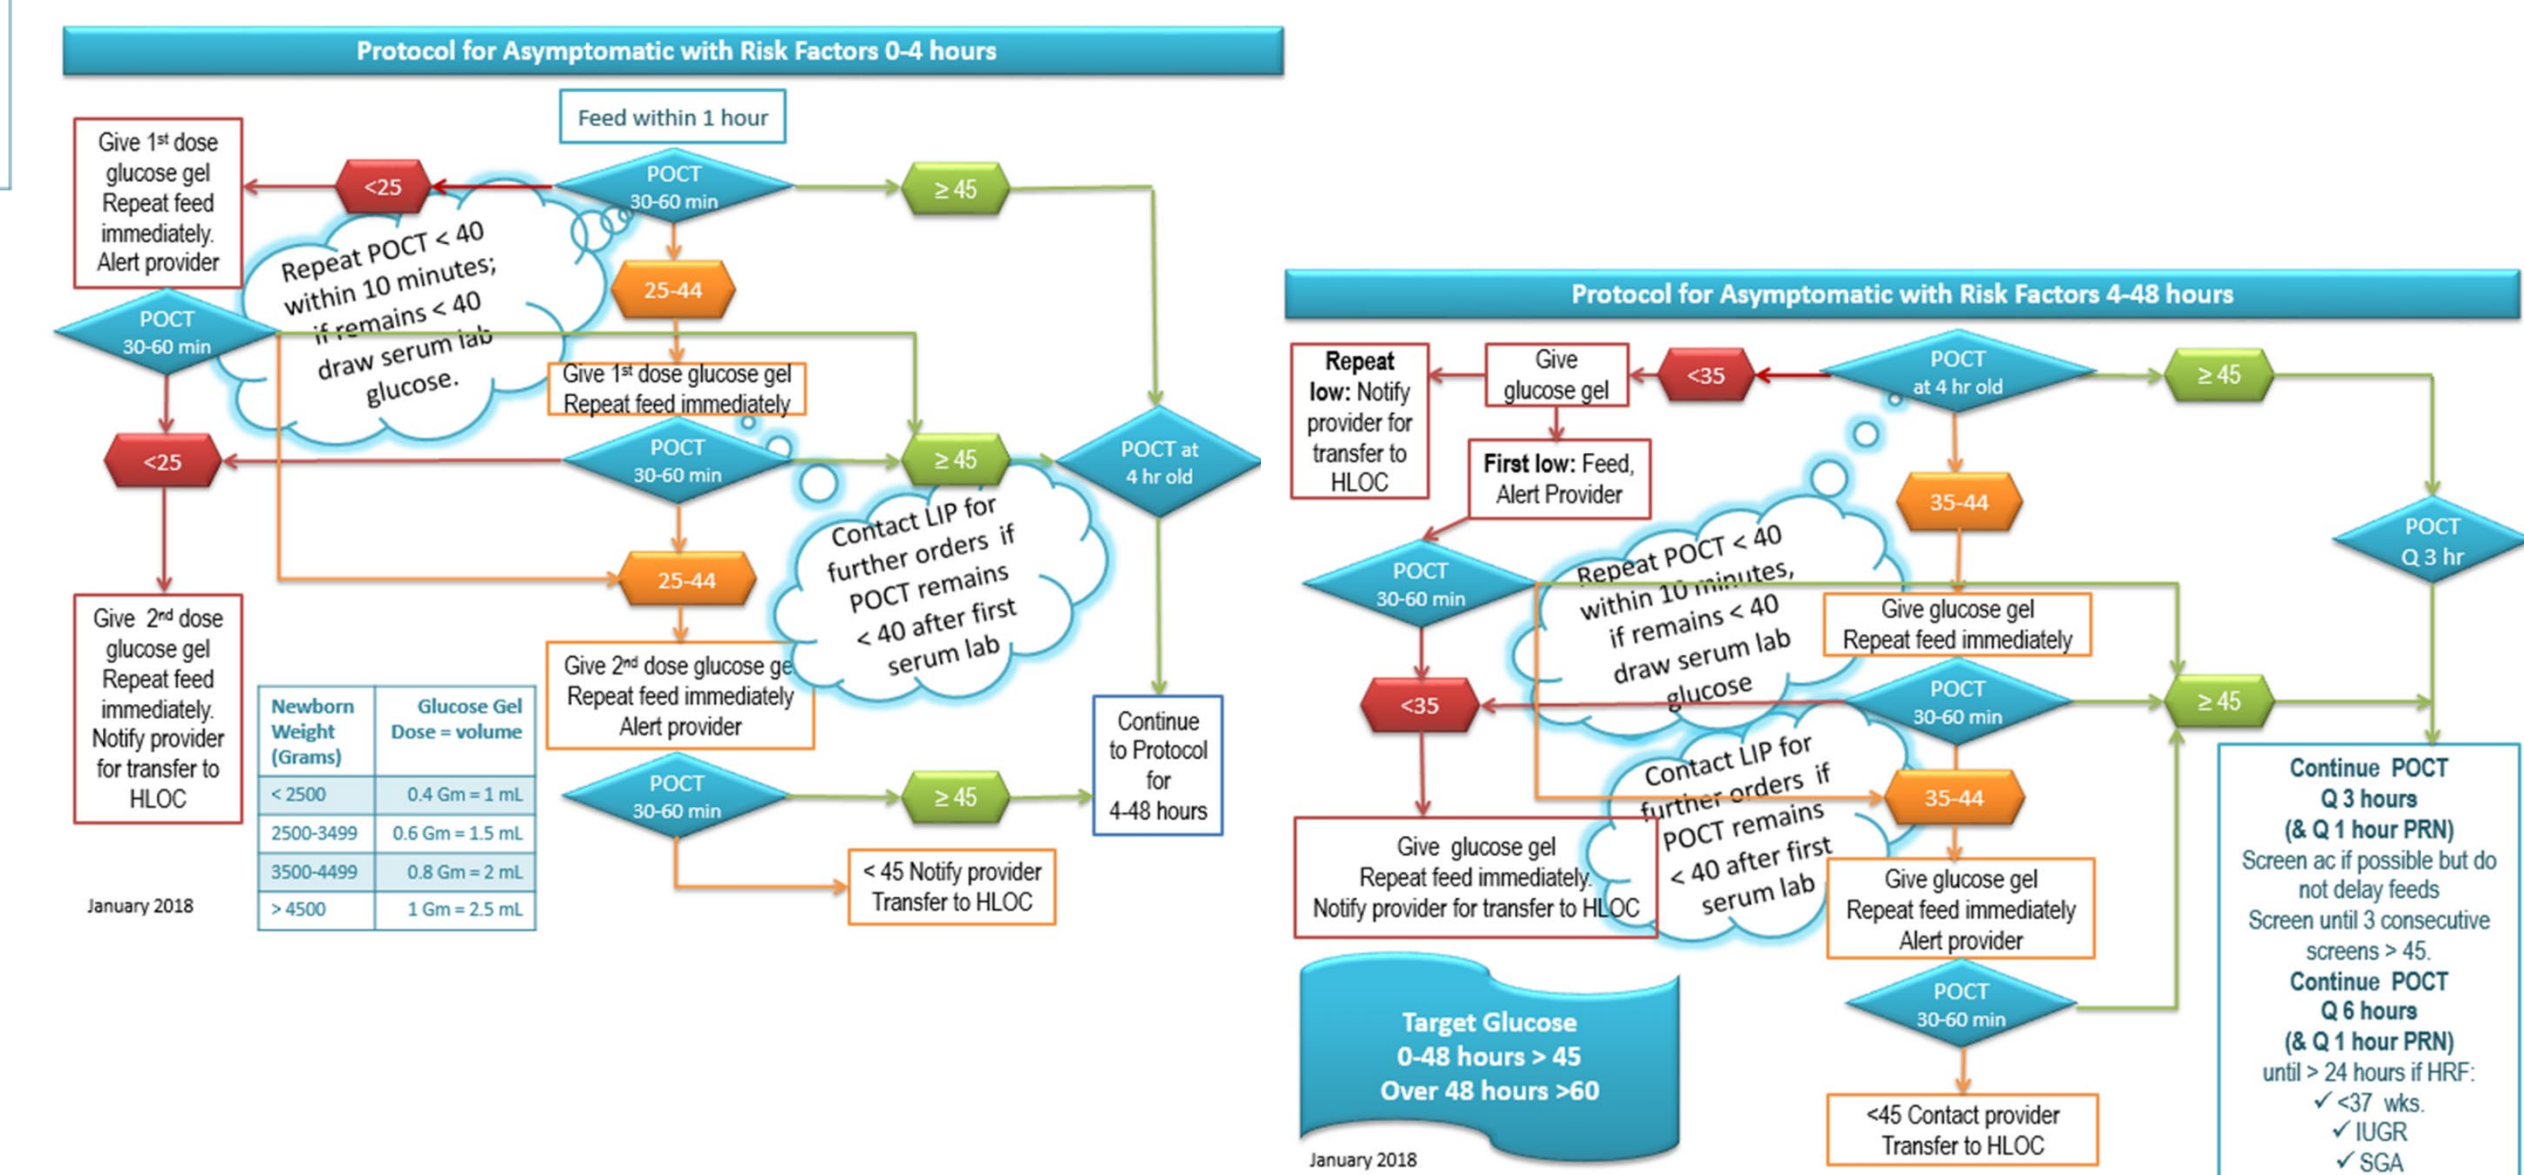 Protocol for Asymptomatic with Risk Factors 0-4 hours
Feed within 1 hour
Give 1st dose
glucose gel
Repeat feed
immediately.
Alert provider
<25
POCT
30-60 min
≥ 45
Repeat POCT < 40
within 10 minutes;
if remains < 40
draw serum lab
glucose.
25-44
POCT
30-60 min
Give 1st dose glucose gel
Repeat feed immediately
<25
POCT
30-60 min
≥ 45
POCT at
4 hr old
Contact LIP for
further orders if
POCT remains
< 40 after first
serum lab
25-44
Give 2nd dose
glucose gel
Repeat feed
immediately.
Notify provider
for transfer to
HLOC
Give 2nd dose glucose ge
Repeat feed immediately
Alert provider
Newborn
Weight
(Grams)
Glucose Gel
Dose = volume
< 2500 0.4 Gm = 1 mL
2500-3499 0.6 Gm = 1.5 mL
3500-4499 0.8 Gm = 2 mL
> 4500 1 Gm = 2.5 mL
POCT
30-60 min
≥ 45
Continue
to Protocol
for
4-48 hours
< 45 Notify provider
Transfer to HLOC
January 2018
Protocol for Asymptomatic with Risk Factors 4-48 hours
Repeat
low: Notify
provider for
transfer to
HLOC
Give
glucose gel
<35
POCT
at 4 hr old
≥ 45
First low: Feed,
Alert Provider
35-44
POCT
Q 3 hr
Repeat POCT < 40
within 10 minutes,
if remains < 40
draw serum lab
glucose
POCT
30-60 min
Give glucose gel
Repeat feed immediately
<35
POCT
30-60 min
≥ 45
Contact LIP for
further orders if
POCT remains
< 40 after first
serum lab
35-44
Give glucose gel
Repeat feed immediately.
Notify provider for transfer to HLOC
Give glucose gel
Repeat feed immediately
Alert provider
Continue POCT
Q 3 hours
(& Q 1 hour PRN)
Screen ac if possible but do
not delay feeds
Screen until 3 consecutive
screens > 45.
Continue POCT
Q 6 hours
(& Q 1 hour PRN)
until > 24 hours if HRF:
✓ <37 wks.
✓ IUGR
✓ SGA
POCT
30-60 min
<45 Contact provider
Transfer to HLOC
Target Glucose
0-48 hours > 45
Over 48 hours >60
January 2018